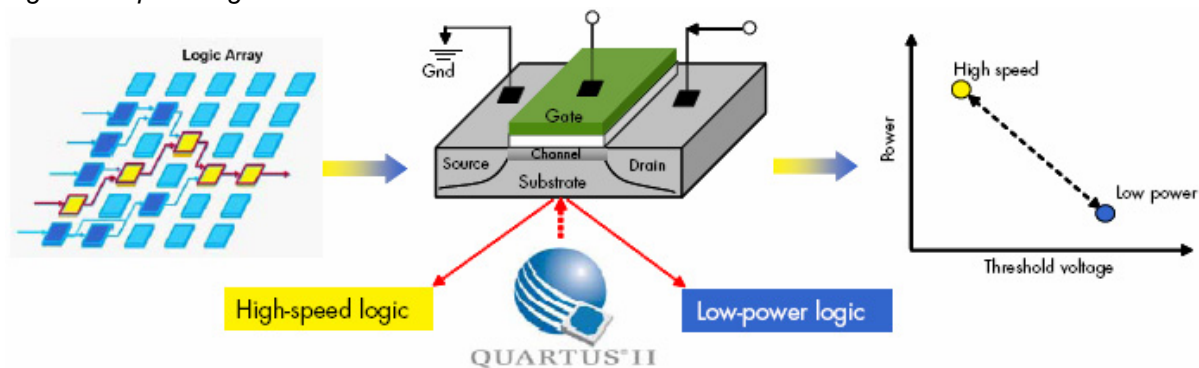 Logic Array
Gnd
Gate
Channel
Source
Drain
Substrate
High-speed logic
Low-power logic
QUARTUS®II
High speed
Power
Low power
Threshold voltage